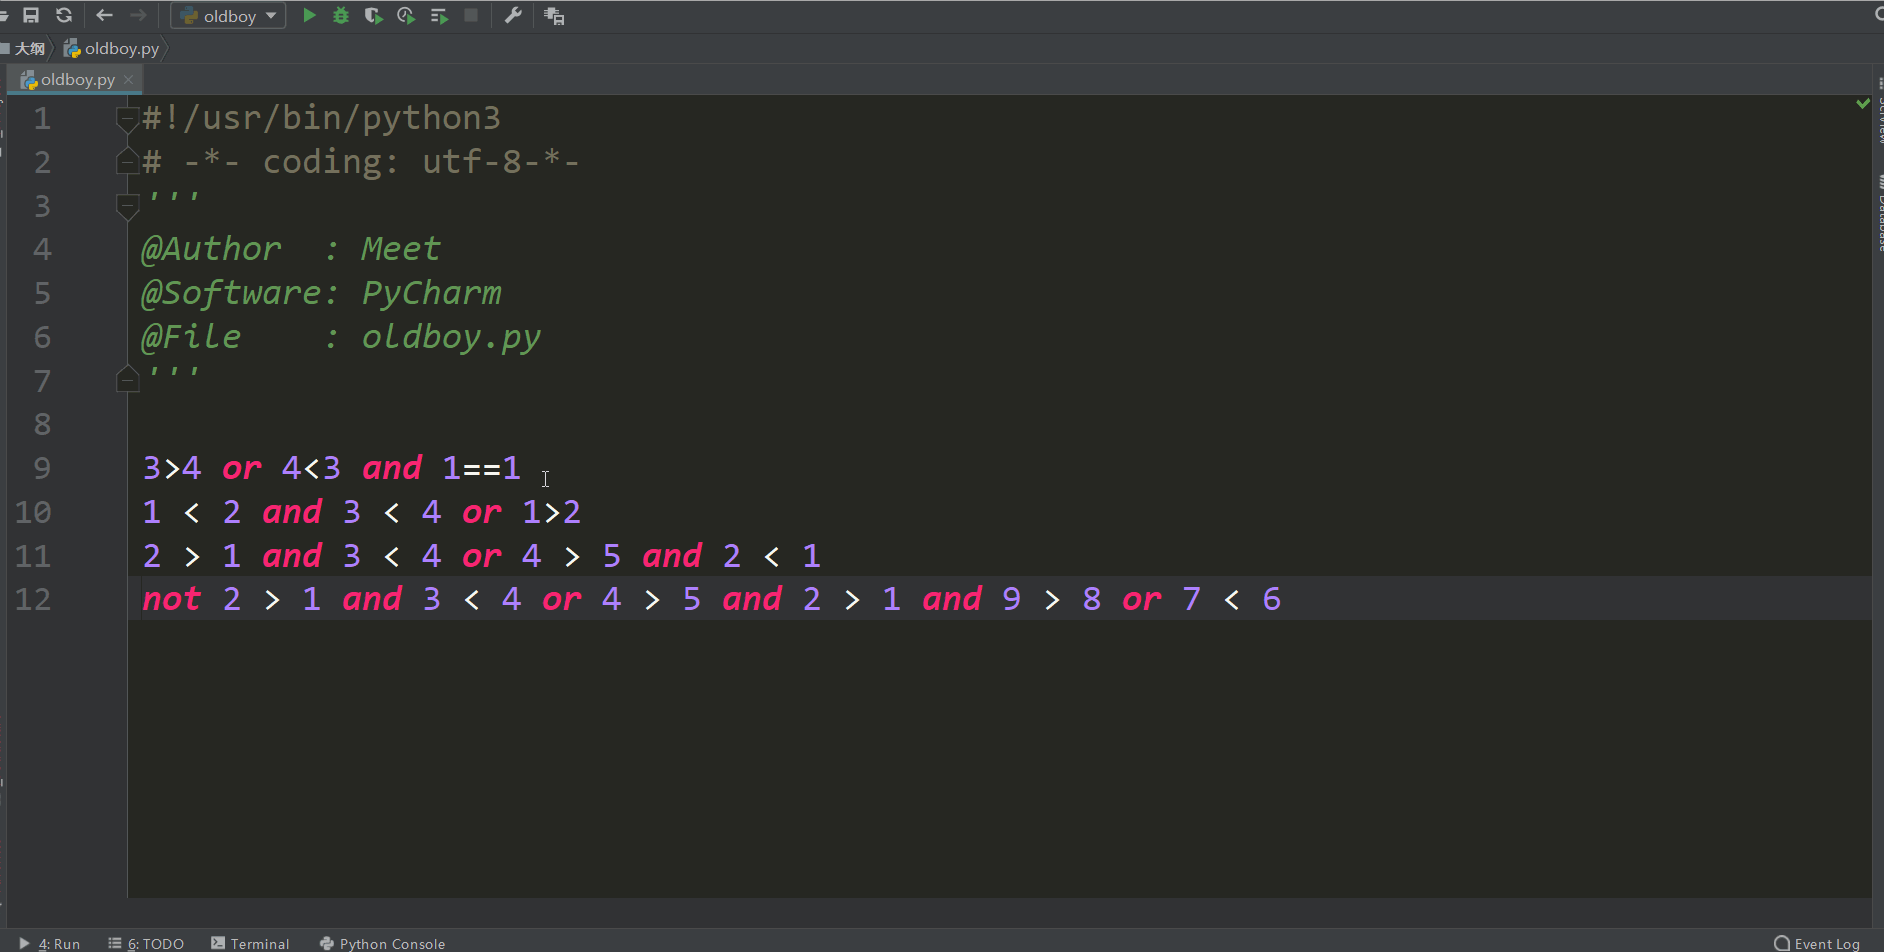 oldboy
大纲 oldboy.py
oldboy.py
1 #!/usr/bin/python3
2 # -*- coding: utf-8-*-
3 '''
4 @Author  : Meet
5 @Software: PyCharm
6 @File    : oldboy.py
7 '''
8
9 3>4 or 4<3 and 1==1
10 1 < 2 and 3 < 4 or 1>2
11 2 > 1 and 3 < 4 or 4 > 5 and 2 < 1
12 not 2 > 1 and 3 < 4 or 4 > 5 and 2 > 1 and 9 > 8 or 7 < 6
Database
4: Run 6: TODO Terminal Python Console Event Log